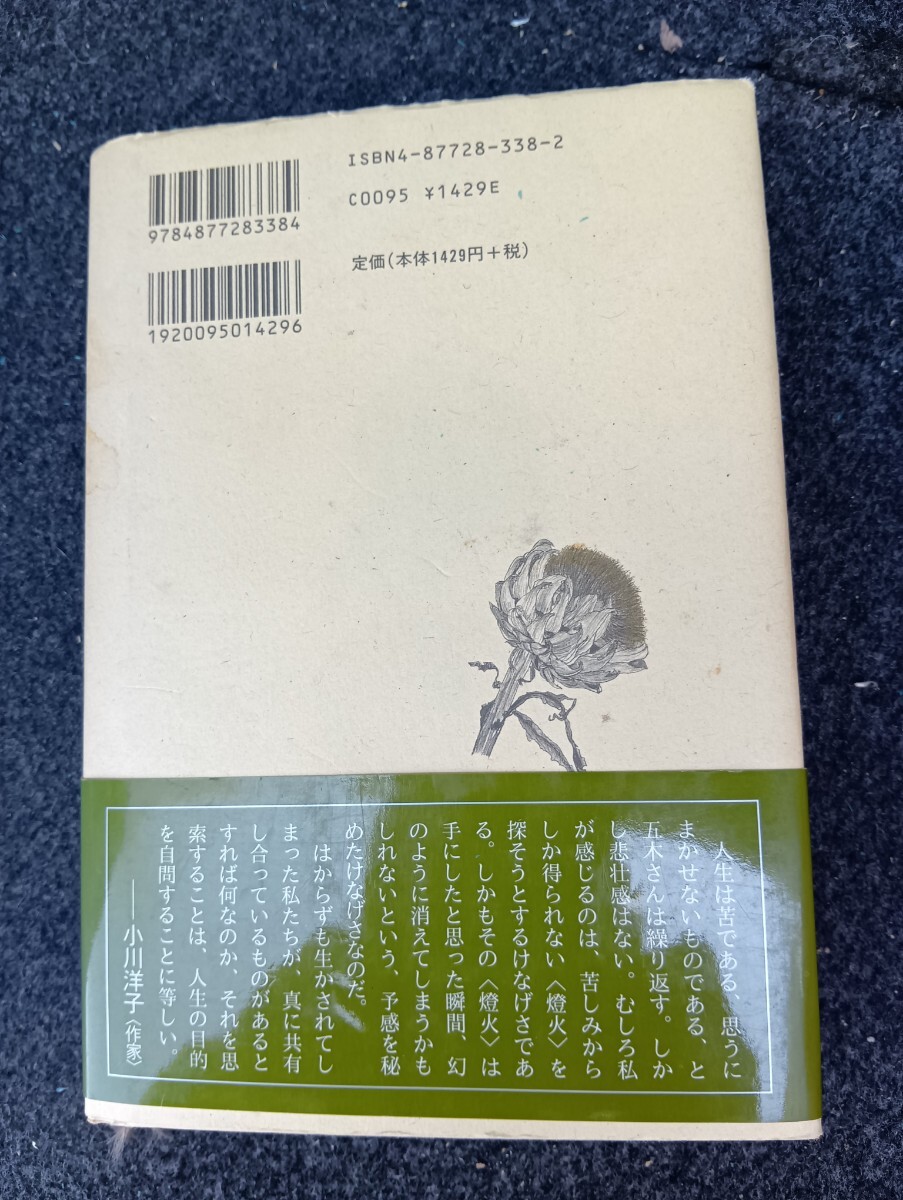 ISBN4-87728-338-2
C0095 ¥1429E
9784877283384
定価(本体1429円+税)
1920095014296
人生は苦である、思うに
まかせないものである、と
五木さんは繰り返す。しか
し悲壮感はない。むしろ私
が感じるのは、苦しみから
しか得られない〈燈火〉を
探そうとするけなげさであ
る。しかもその〈燈火〉は
手にしたと思った瞬間、幻
のように消えてしまうかも
しれないという、予感を秘
めたけなげさなのだ。
はからずも生かされてし
まった私たちが、真に共有
し合っているものがあると
すれば何なのか、それを思
索することは、人生の目的
を自問することに等しい。
——小川洋子〈作家〉